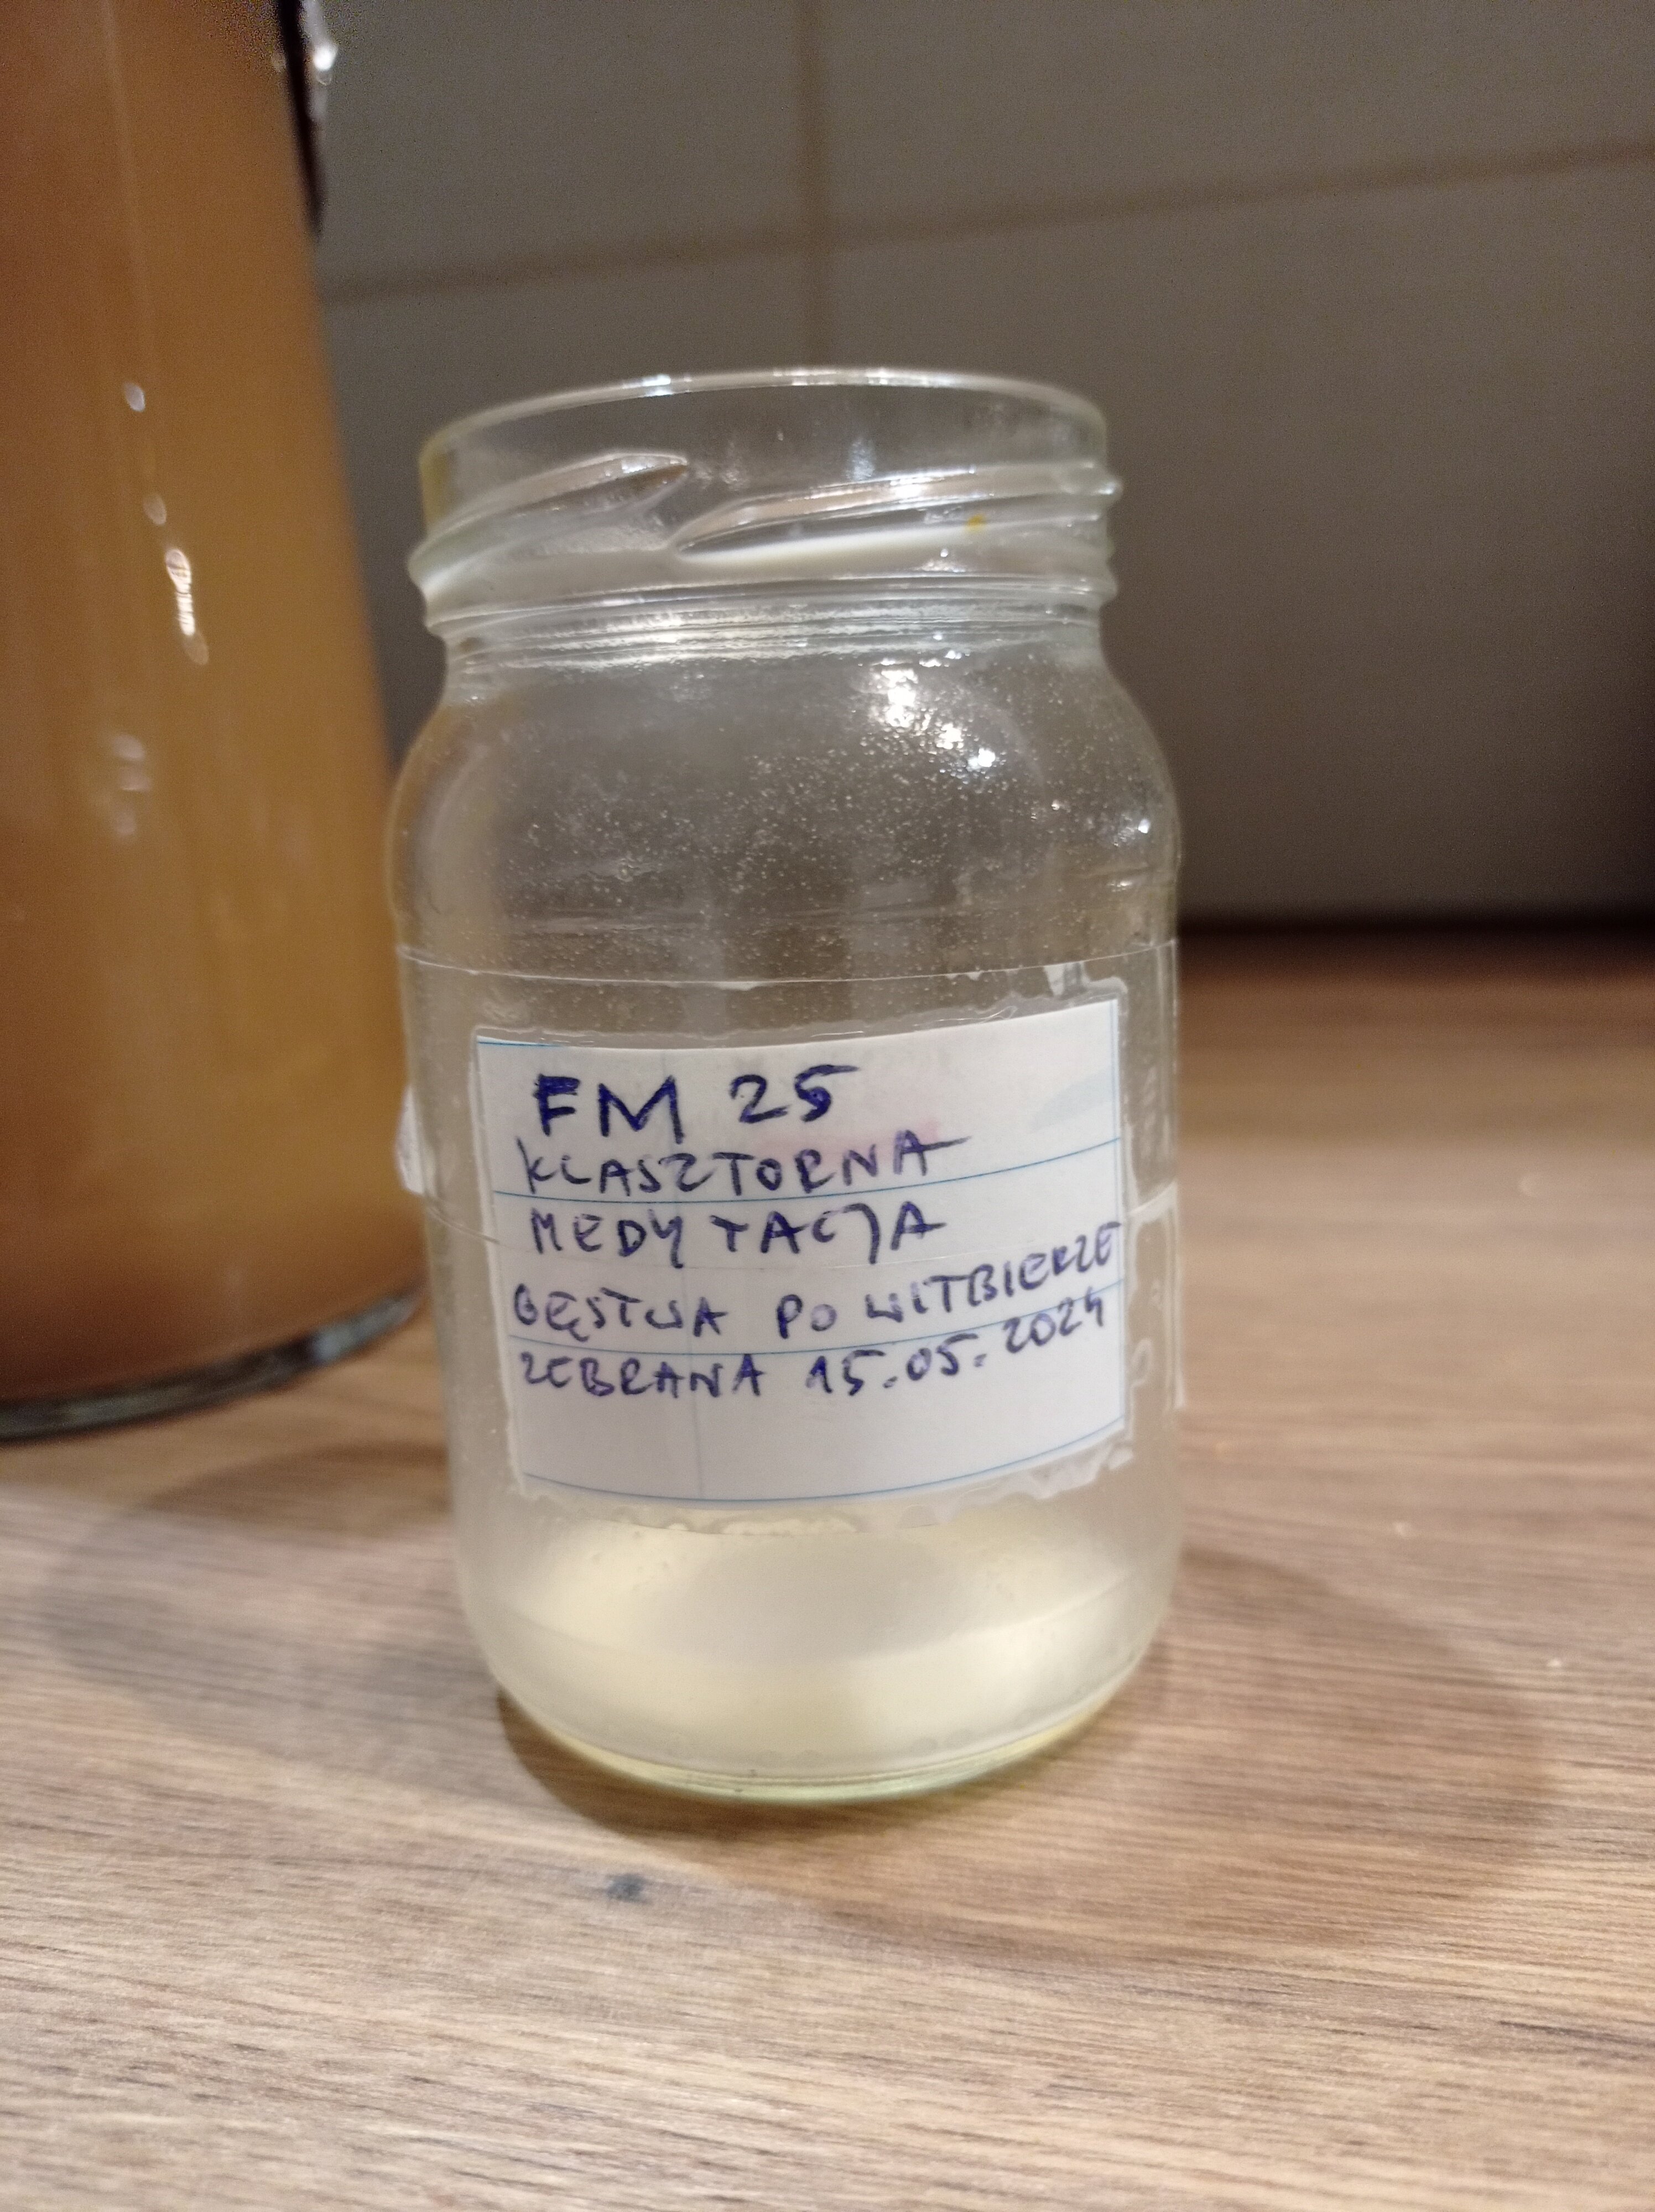 FM 25
KLASZTORNA
MEDYTACJA
GĘSTWA PO WITBIERZE
ZEBRANA 15.05.2024